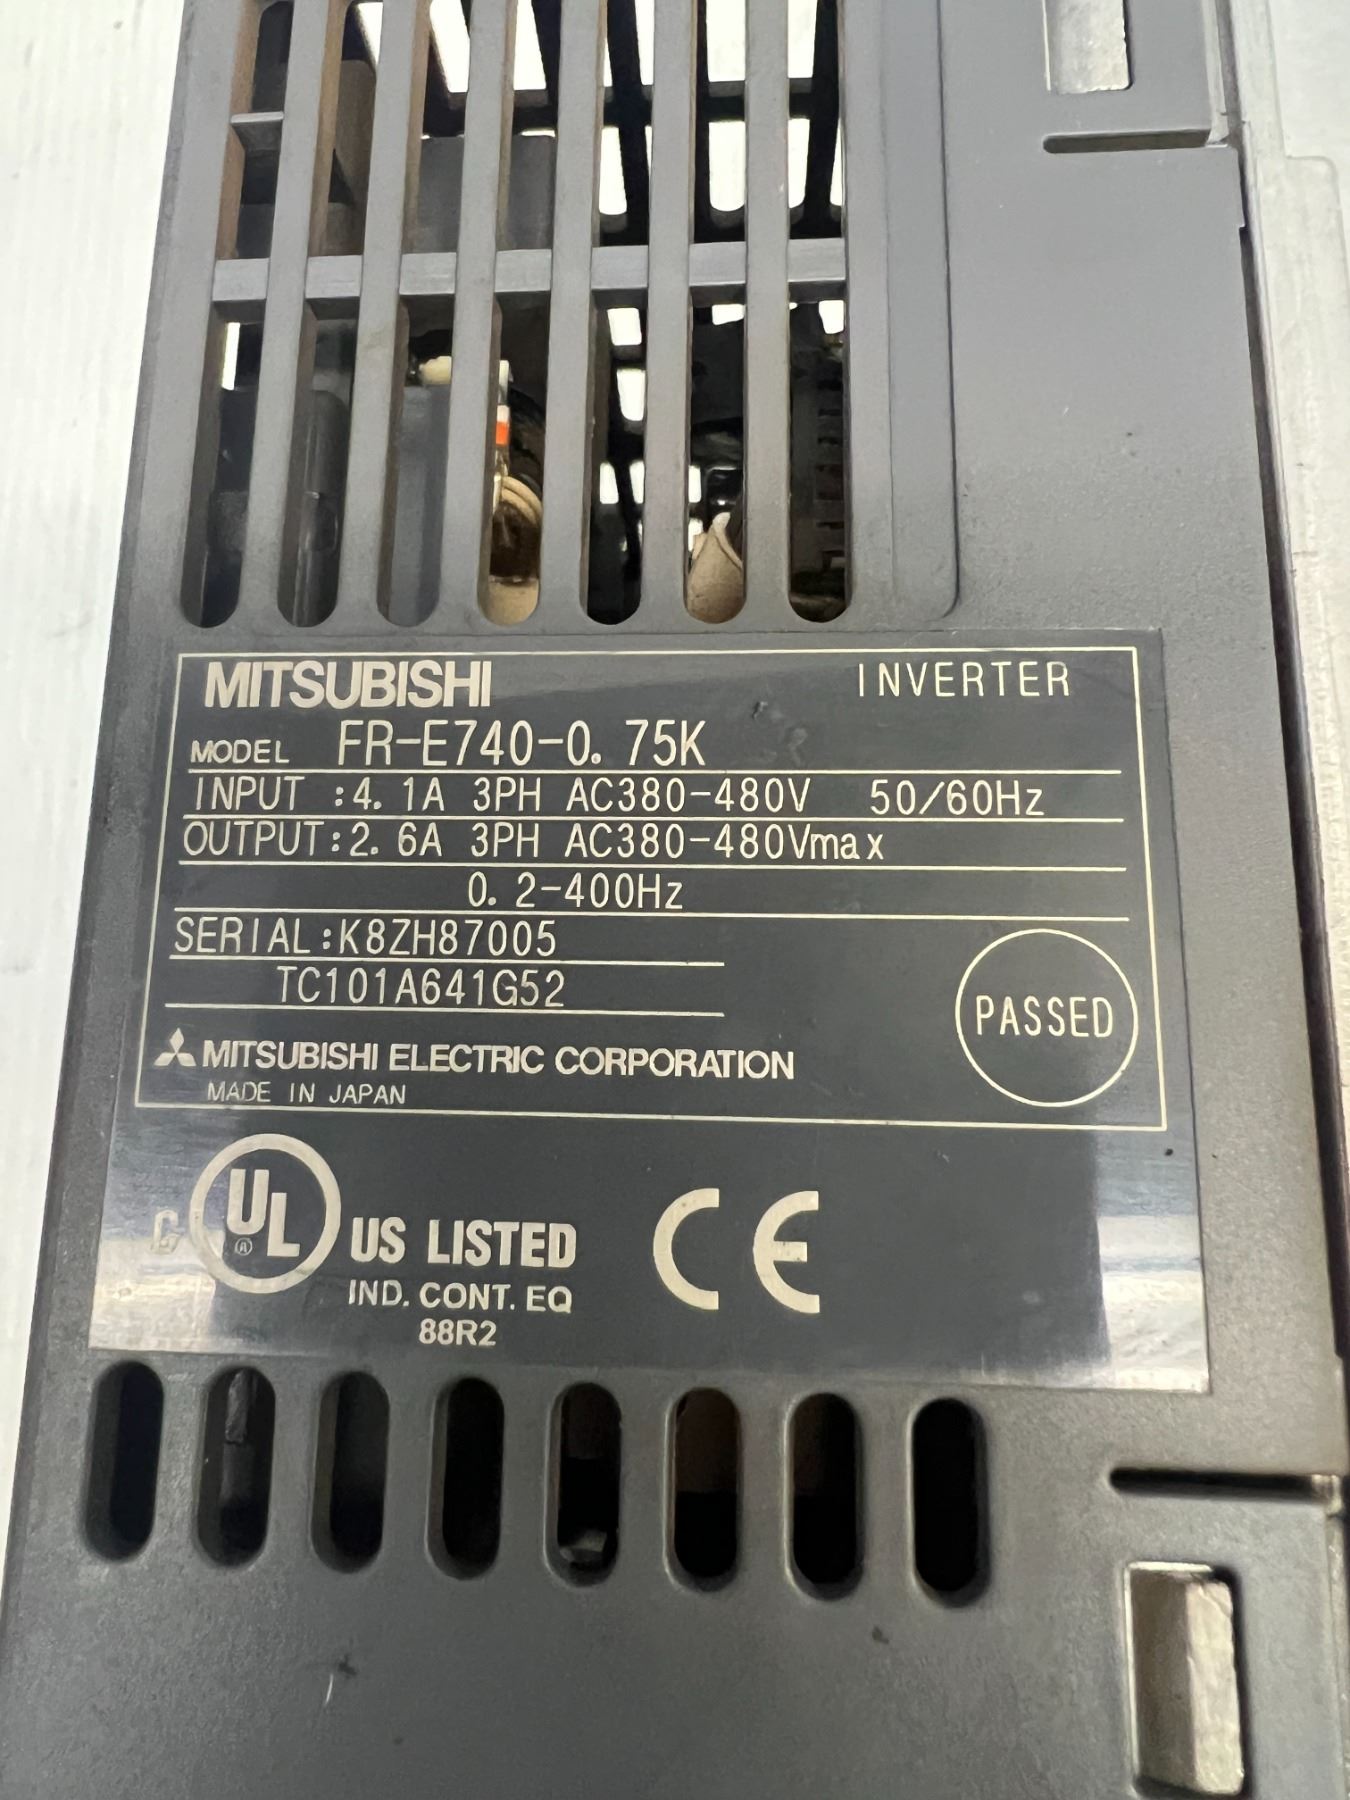 MITSUBISHI INVERTER
MODEL FR-E740-0.75K
INPUT :4.1A 3PH AC380-480V 50/60Hz
OUTPUT:2.6A 3PH AC380-480Vmax
0.2-400Hz
SERIAL:K8ZH87005
TC101A641G52
PASSED
MITSUBISHI ELECTRIC CORPORATION
MADE IN JAPAN
C UL ® US LISTED
IND. CONT. EQ
88R2
CE